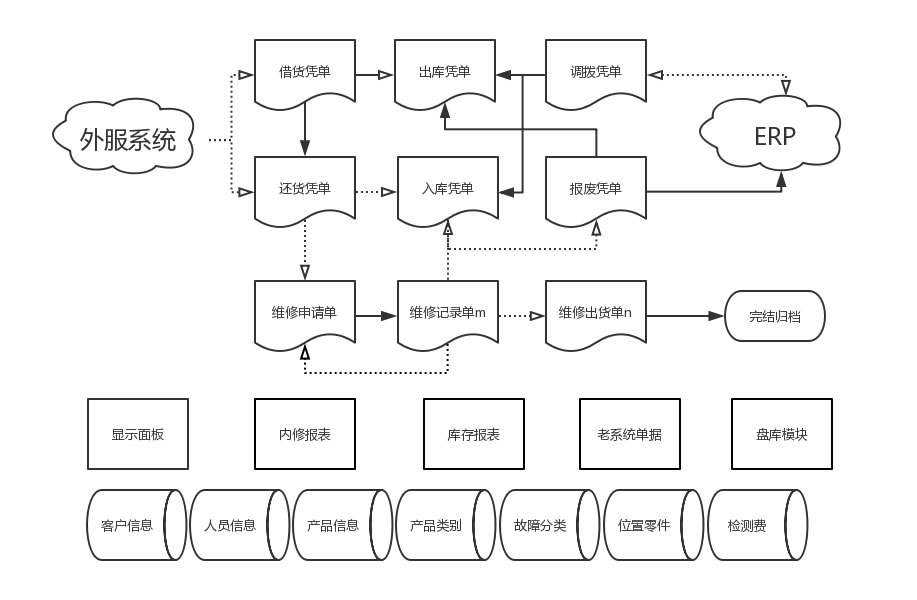 借货凭单
出库凭单
调拨凭单
外服系统
ERP
还货凭单
入库凭单
报废凭单
维修申请单
维修记录单m
维修出货单n
完结归档
显示面板
内修报表
库存报表
老系统单据
盘库模块
客户信息
人员信息
产品信息
产品类别
故障分类
位置零件
检测费